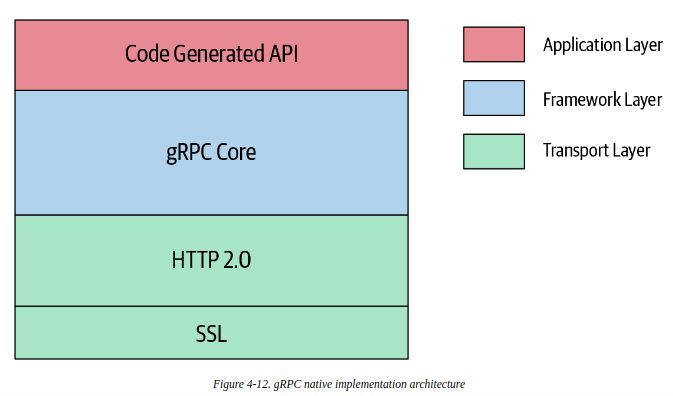 Code Generated API
gRPC Core
HTTP 2.0
SSL
Application Layer
Framework Layer
Transport Layer
Figure 4-12. gRPC native implementation architecture